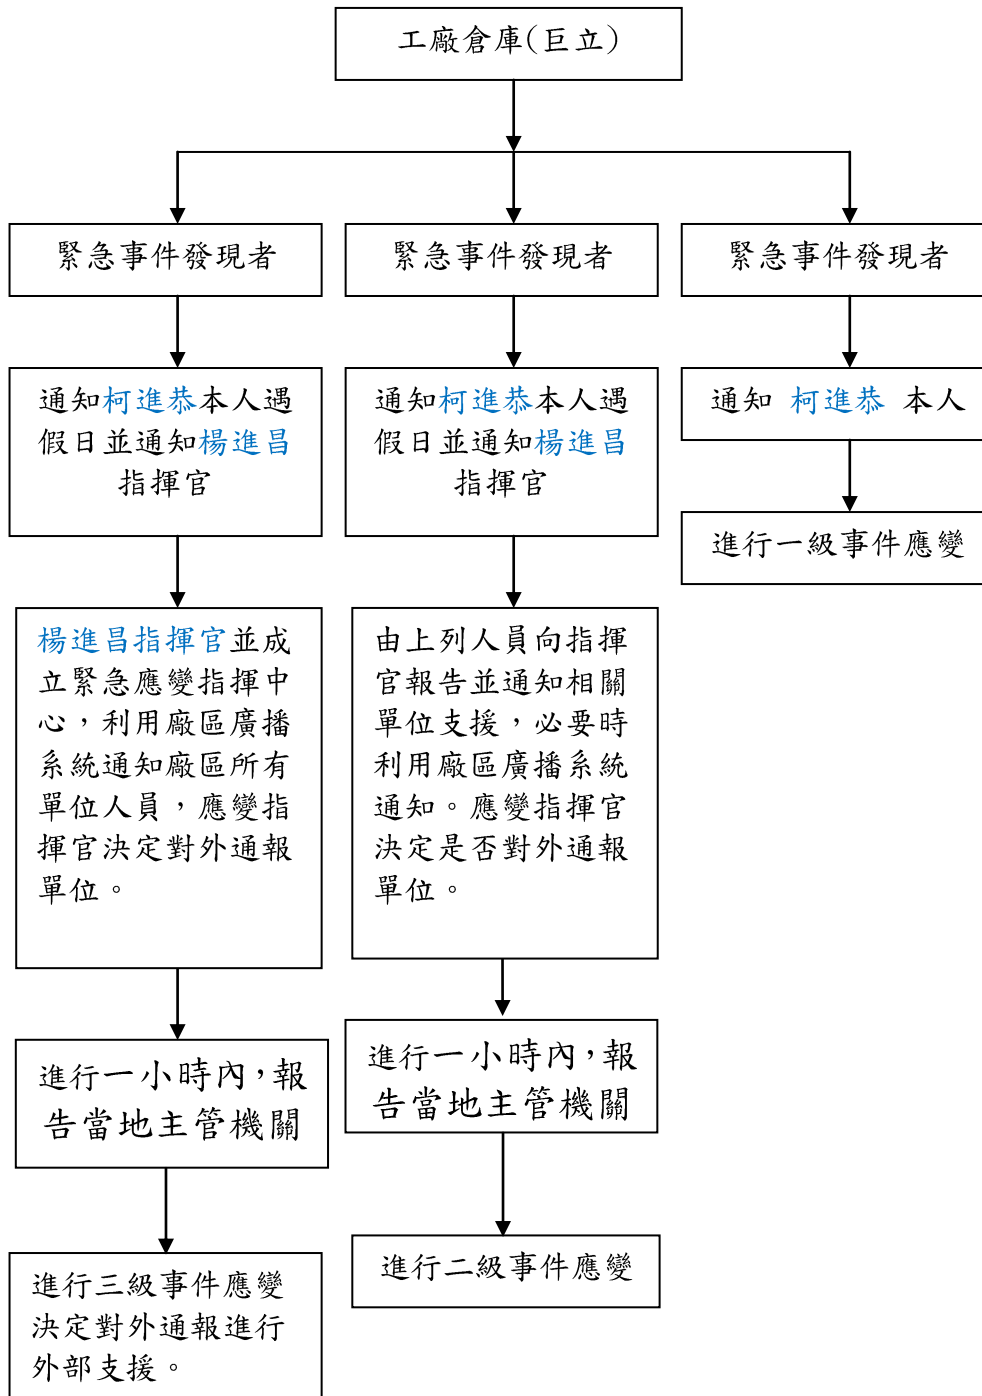 工廠倉庫(巨立)
緊急事件發現者
緊急事件發現者
緊急事件發現者
通知柯進恭本人遇
假日並通知楊進昌
指揮官
通知柯進恭本人遇
假日並通知楊進昌
指揮官
通知 柯進恭 本人
進行一級事件應變
楊進昌指揮官並成
立緊急應變指揮中
心，利用廠區廣播
系統通知廠區所有
單位人員，應變指
揮官決定對外通報
單位。
由上列人員向指揮
官報告並通知相關
單位支援，必要時
利用廠區廣播系統
通知。應變指揮官
決定是否對外通報
單位。
進行一小時內，報
告當地主管機關
進行一小時內，報
告當地主管機關
進行二級事件應變
進行三級事件應變
決定對外通報進行
外部支援。